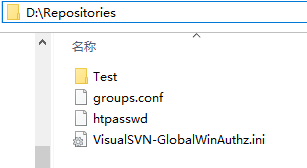 D:\Repositories
名称
Test
groups.conf
htpasswd
VisualSVN-GlobalWinAuthz.ini